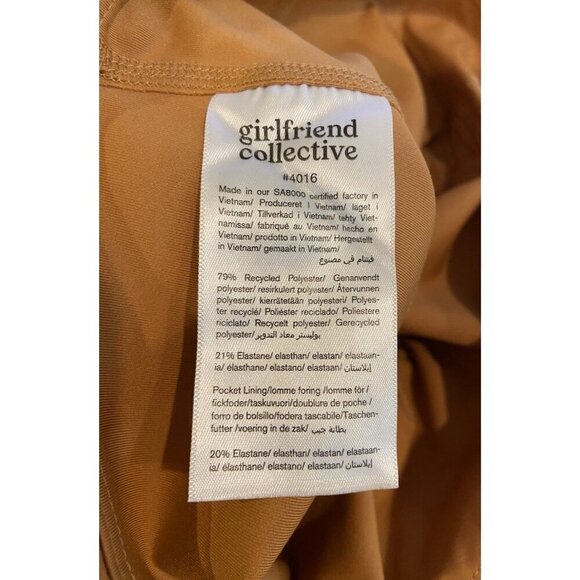 girlfriend
collective
#4016
Made in our SA8000 certified factory in
Vietnam/ Produceret i Vietnam/ laget i
Vietnam/ Tillverkad i Vietnam/ tehty Viet-
namissa/ fabriqué au Vietnam/ hecho en
Vietnam/ prodotto in Vietnam/ Hergestellt
in Vietnam/ gemaakt in Vietnam/
فيتنام في مصنوع
79% Recycled Polyester/ Genanvendt
polyester/ resirkulert polyester/ Återvunnen
polyester/ kierrätetään polyesteri/ Polyes-
ter recyclé/ Poliéster reciclado/ Poliestere
riciclato/ Recycelt polyester/ Gerecycled
polyester/بوليستر معاد التدوير
21% Elastane/ elasthan/ elastan/ elastaan-
ia/ élasthane/ elastano/ elastaan/إيلاستان
Pocket Lining/lomme foring /lomme för/
fickfoder/taskuvuori/doublure de poche /
forro de bolsillo/fodera tascabile/Taschen-
futter /voering in de zak/ بطانة جيب
20% Elastane/ elasthan/ elastan/ elastaan-
ia/ élasthane/ elastano/ elastaan/إيلاستان